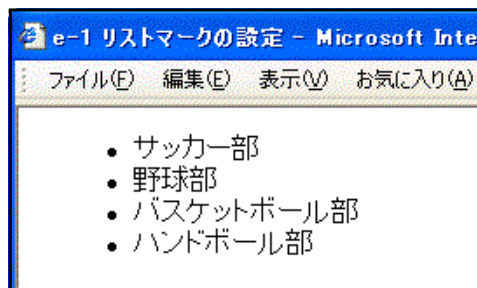 e-1 リストマークの設定 - Microsoft Inte
ファイル(F) 編集(E) 表示(V) お気に入り(A)
• サッカー部
• 野球部
• バスケットボール部
• ハンドボール部